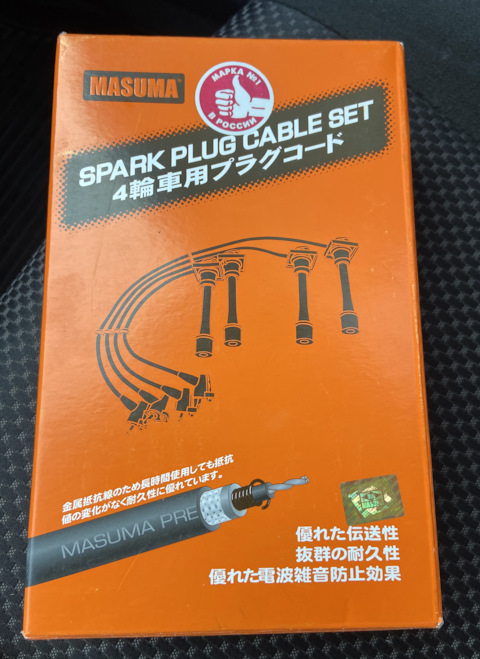 MASUMA
МАРКА №1
В РОССИИ
SPARK PLUG CABLE SET
4輪車用プラグコード
金属抵抗線のため長時間使用しても抵抗
値の変化がなく耐久性に優れています。
MASUMA PRE
優れた伝送性
抜群の耐久性
優れた電波雑音防止効果